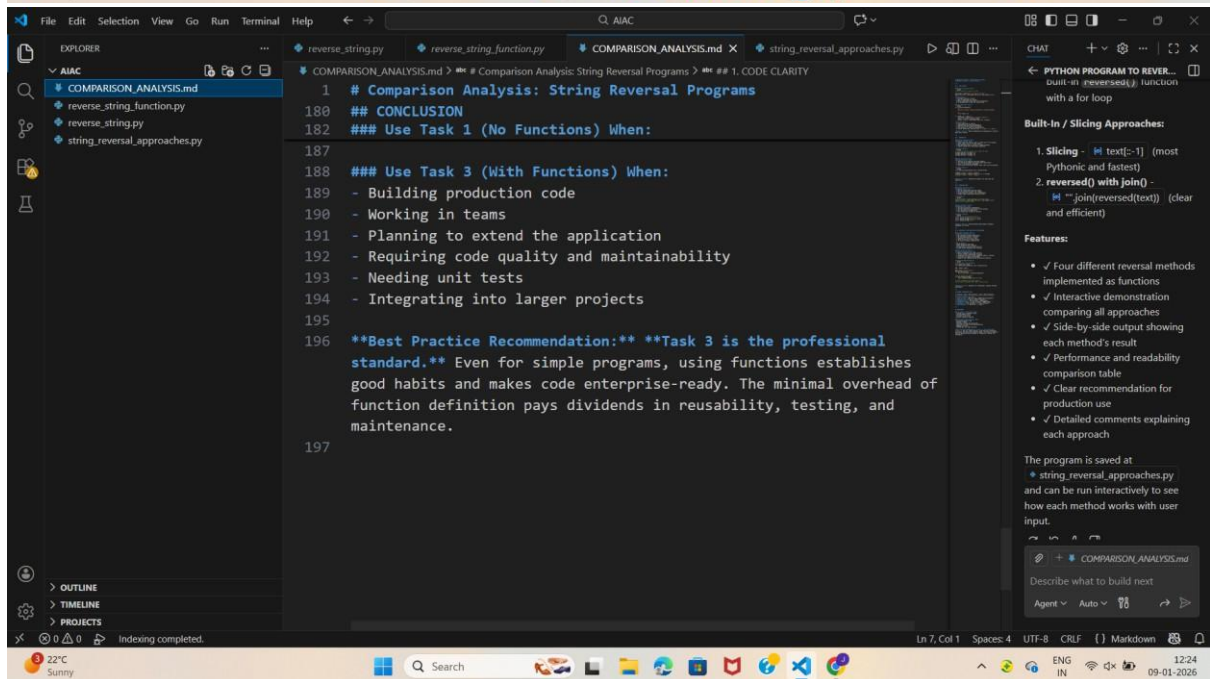 File Edit Selection View Go Run Terminal Help
AIAC
EXPLORER
AIAC
COMPARISON_ANALYSIS.md
reverse_string_function.py
reverse_string.py
string_reversal_approaches.py
OUTLINE
TIMELINE
PROJECTS
reverse_string.py reverse_string_function.py COMPARISON_ANALYSIS.md string_reversal_approaches.py
COMPARISON_ANALYSIS.md > # Comparison Analysis: String Reversal Programs > ## 1. CODE CLARITY
1 # Comparison Analysis: String Reversal Programs
180 ## CONCLUSION
182 ### Use Task 1 (No Functions) When:
187
188 ### Use Task 3 (With Functions) When:
189 - Building production code
190 - Working in teams
191 - Planning to extend the application
192 - Requiring code quality and maintainability
193 - Needing unit tests
194 - Integrating into larger projects
195
196 **Best Practice Recommendation:** **Task 3 is the professional
standard.** Even for simple programs, using functions establishes
good habits and makes code enterprise-ready. The minimal overhead of
function definition pays dividends in reusability, testing, and
maintenance.
197
CHAT
PYTHON PROGRAM TO REVER...
built-in reversed() function
with a for loop
Built-In / Slicing Approaches:
1. Slicing - text[::-1] (most
Pythonic and fastest)
2. reversed() with join() -
"".join(reversed(text)) (clear
and efficient)
Features:
• ✓ Four different reversal methods
implemented as functions
• ✓ Interactive demonstration
comparing all approaches
• ✓ Side-by-side output showing
each method's result
• ✓ Performance and readability
comparison table
• ✓ Clear recommendation for
production use
• ✓ Detailed comments explaining
each approach
The program is saved at
string_reversal_approaches.py
and can be run interactively to see
how each method works with user
input.
COMPARISON_ANALYSIS.md
Describe what to build next
Agent Auto
0 0 0 Indexing completed.
Ln 7, Col 1 Spaces: 4 UTF-8 CRLF {} Markdown
3
22°C
Sunny
Search
ENG
IN
12:24
09-01-2026